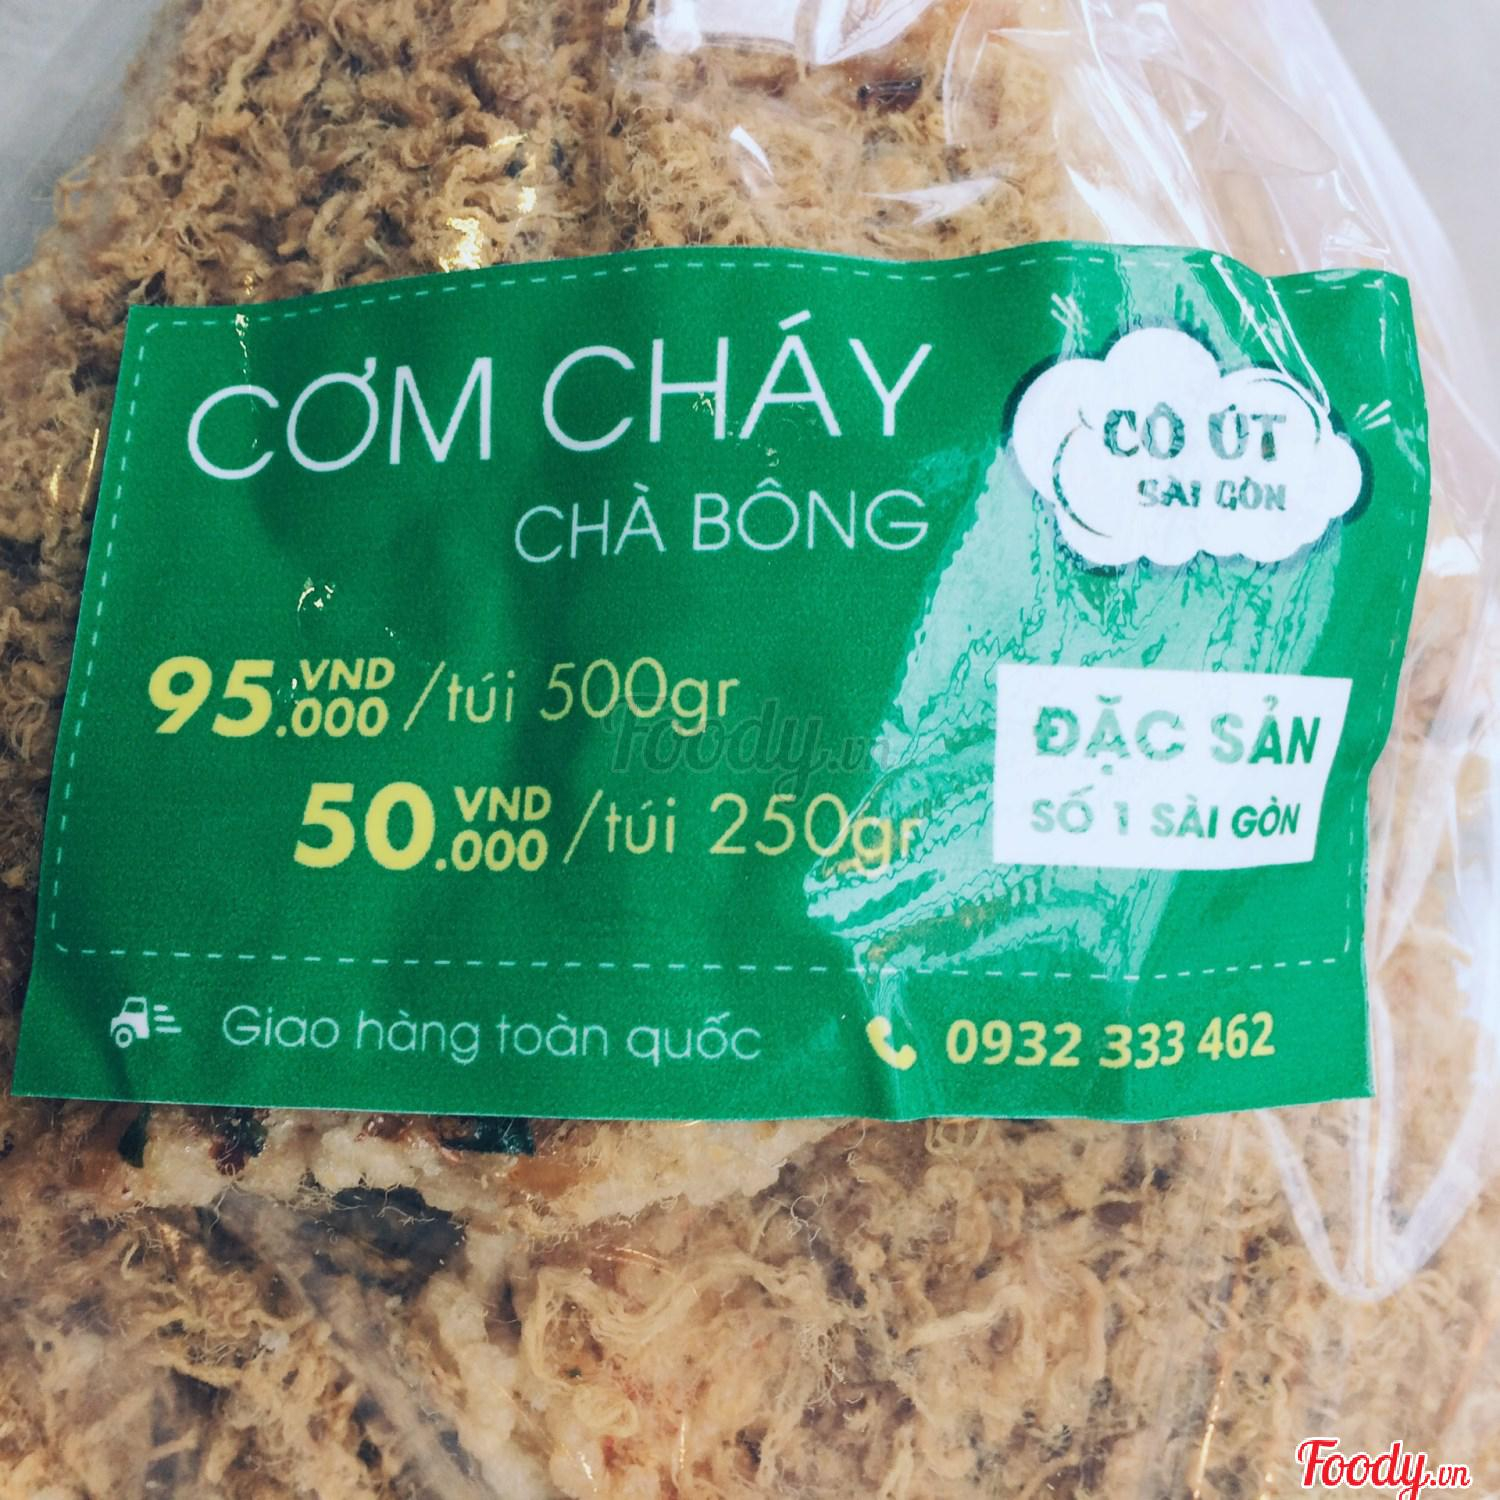 CƠM CHÁY
CHÀ BÔNG
CÔ ÚT
SÀI GÒN
95.000 VND /túi 500gr
50.000 VND /túi 250gr
ĐẶC SẢN
SỐ 1 SÀI GÒN
Giao hàng toàn quốc
0932 333 462
Foody.vn
Foody.vn